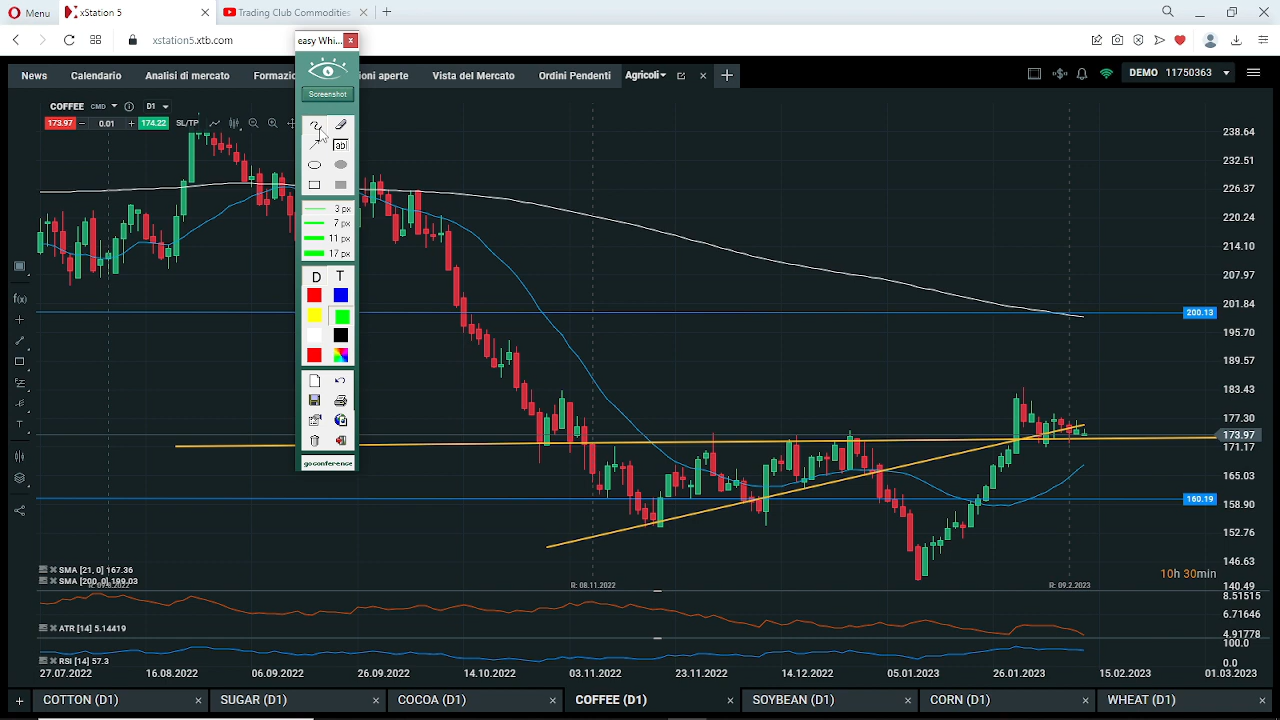 Menu
xStation 5
Trading Club Commodities
xstation5.xtb.com
easy Whi...
News
Calendario
Analisi di mercato
Formazio
oni aperte
Vista del Mercato
Ordini Pendenti
Agricoli
DEMO 11750363
Screenshot
COFFEE CMD D1
173.97 0.01 174.22 SL/TP
ab
3 px
7 px
11 px
17 px
D T
goconference
238.64
232.51
226.37
220.24
214.10
207.97
201.84
200.13
195.70
189.57
183.43
177.30
173.97
171.17
165.03
160.19
158.90
152.76
146.63
140.49
10h 30min
SMA [21, 0] 167.36
SMA [200, 0] 199.03
R: 09.8.2022
R: 08.11.2022
R: 09.2.2023
8.51515
6.71646
4.91778
ATR [14] 5.14419
100.0
0.0
RSI [14] 57.3
27.07.2022
16.08.2022
06.09.2022
26.09.2022
14.10.2022
03.11.2022
23.11.2022
14.12.2022
05.01.2023
26.01.2023
15.02.2023
01.03.2023
COTTON (D1)
SUGAR (D1)
COCOA (D1)
COFFEE (D1)
SOYBEAN (D1)
CORN (D1)
WHEAT (D1)
f(x)
T